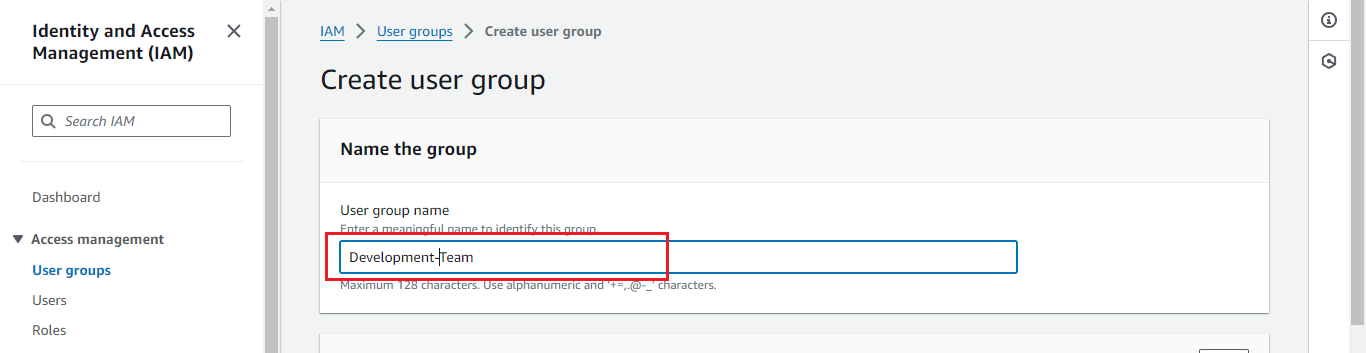 Identity and Access
Management (IAM)
Search IAM
Dashboard
Access management
User groups
Users
Roles
IAM > User groups > Create user group
Create user group
Name the group
User group name
Enter a meaningful name to identify this group.
Development-Team
Maximum 128 characters. Use alphanumeric and '+=,.@-_' characters.